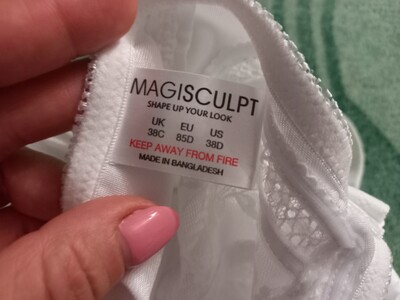 MAGISCULPT
SHAPE UP YOUR LOOK
UK EU US
38C 85D 38D
KEEP AWAY FROM FIRE
MADE IN BANGLADESH